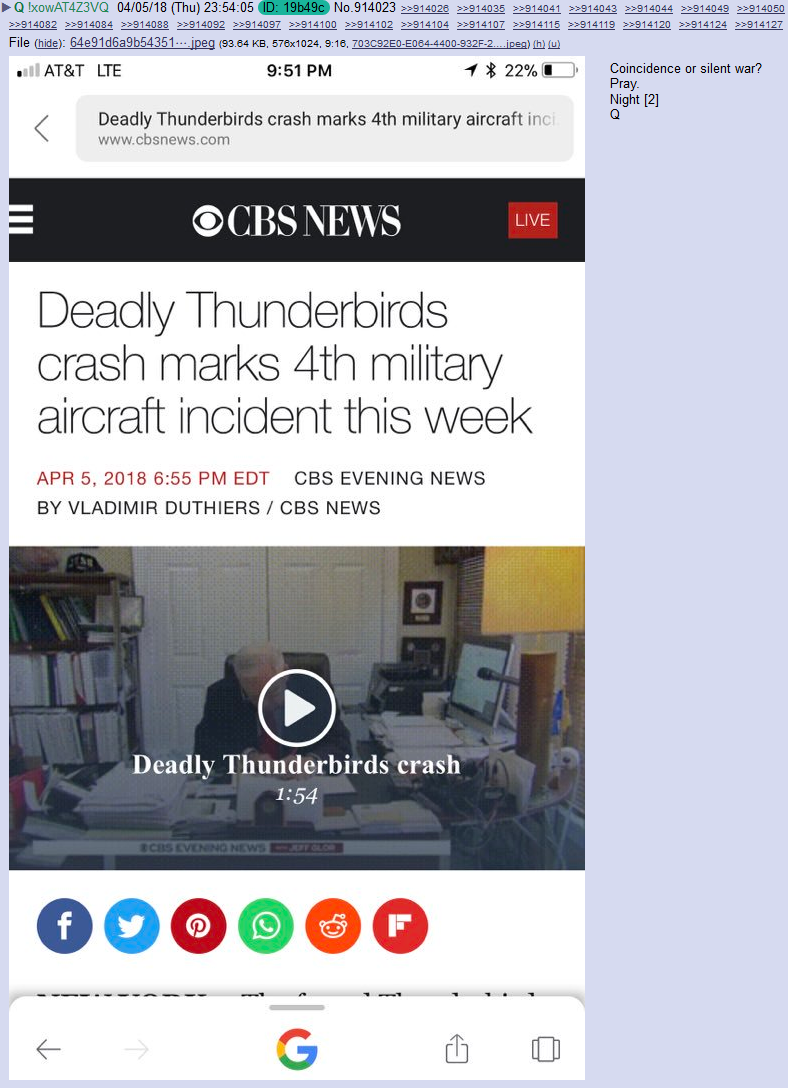 ▶ Q !xowAT4Z3VQ 04/05/18 (Thu) 23:54:05 ID: 19b49c No.914023 >>914026 >>914035 >>914041 >>914043 >>914044 >>914049 >>914050
>>914082 >>914084 >>914088 >>914092 >>914097 >>914100 >>914102 >>914104 >>914107 >>914115 >>914119 >>914120 >>914124 >>914127
File (hide): 64e91d6a9b54351⋯.jpeg (93.64 KB, 576x1024, 9:16, 703C92E0-E064-4400-932F-2….jpeg) (h) (u)
AT&T LTE 9:51 PM 22%
Deadly Thunderbirds crash marks 4th military aircraft inci
www.cbsnews.com
CBS NEWS LIVE
Deadly Thunderbirds
crash marks 4th military
aircraft incident this week
APR 5, 2018 6:55 PM EDT CBS EVENING NEWS
BY VLADIMIR DUTHIERS / CBS NEWS
Deadly Thunderbirds crash
1:54
CBS EVENING NEWS JEFF GLOR
Coincidence or silent war?
Pray.
Night [2]
Q